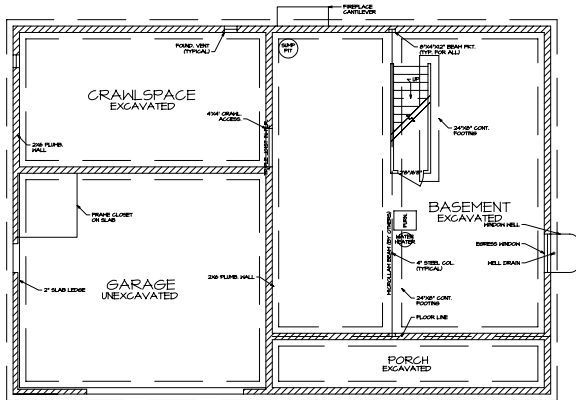 FIREPLACE
CANTILEVER
FOUND. VENT
(TYPICAL)
SUMP
PIT
8"X4"X12" BEAM PKT.
(TYP. FOR ALL)
UP
CRAWLSPACE
EXCAVATED
4'X4' CRAWL
ACCESS.
24"X8" CONT.
FOOTING
2X6 PLUMB.
WALL
FRAME CLOSET
ON SLAB
FURN.
WATER
HEATER
BASEMENT
EXCAVATED
WINDOW WELL
EGRESS WINDOW
WELL DRAIN
MICROLLAM BEAM (BY OTHERS)
4" STEEL COL.
(TYPICAL)
GARAGE
UNEXCAVATED
2X6 PLUMB. WALL
2" SLAB LEDGE
24"X8" CONT.
FOOTING
FLOOR LINE
PORCH
EXCAVATED